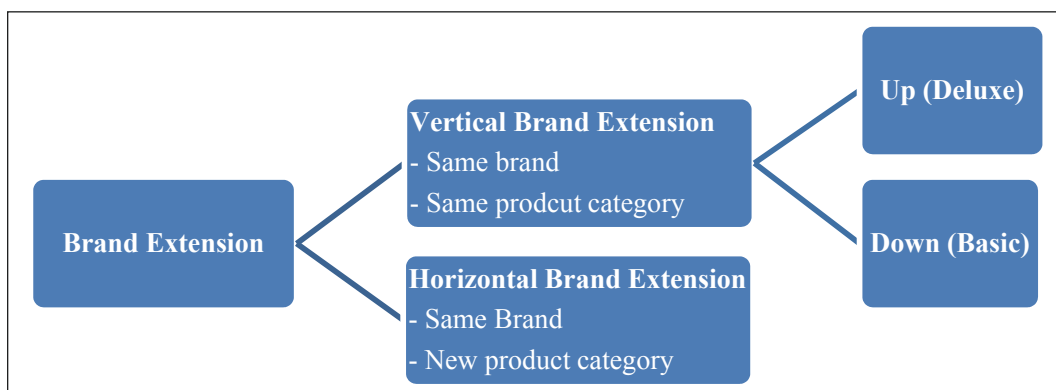 Brand Extension
Vertical Brand Extension
- Same brand
- Same prodcut category
Horizontal Brand Extension
- Same Brand
- New product category
Up (Deluxe)
Down (Basic)